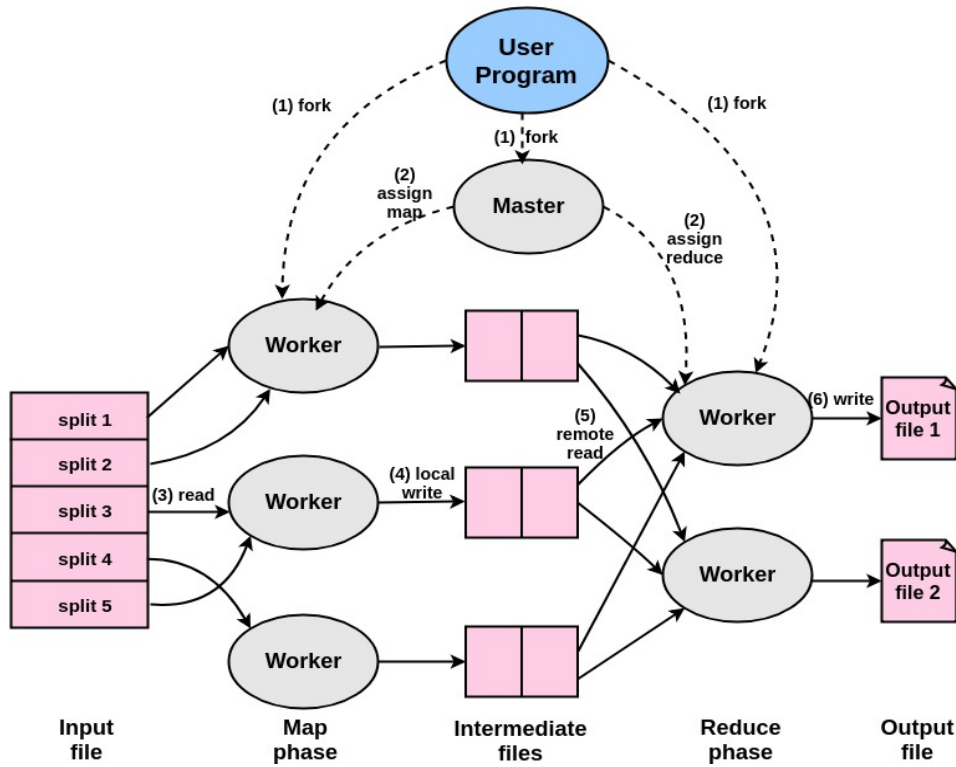 User
Program
(1) fork
(1) fork
(1) fork
(2)
assign
map
Master
(2)
assign
reduce
Worker
split 1
split 2
split 3
split 4
split 5
(3) read
Worker
(4) local
write
(5)
remote
read
Worker
(6) write
Output
file 1
Worker
Output
file 2
Worker
Input
file
Map
phase
Intermediate
files
Reduce
phase
Output
file